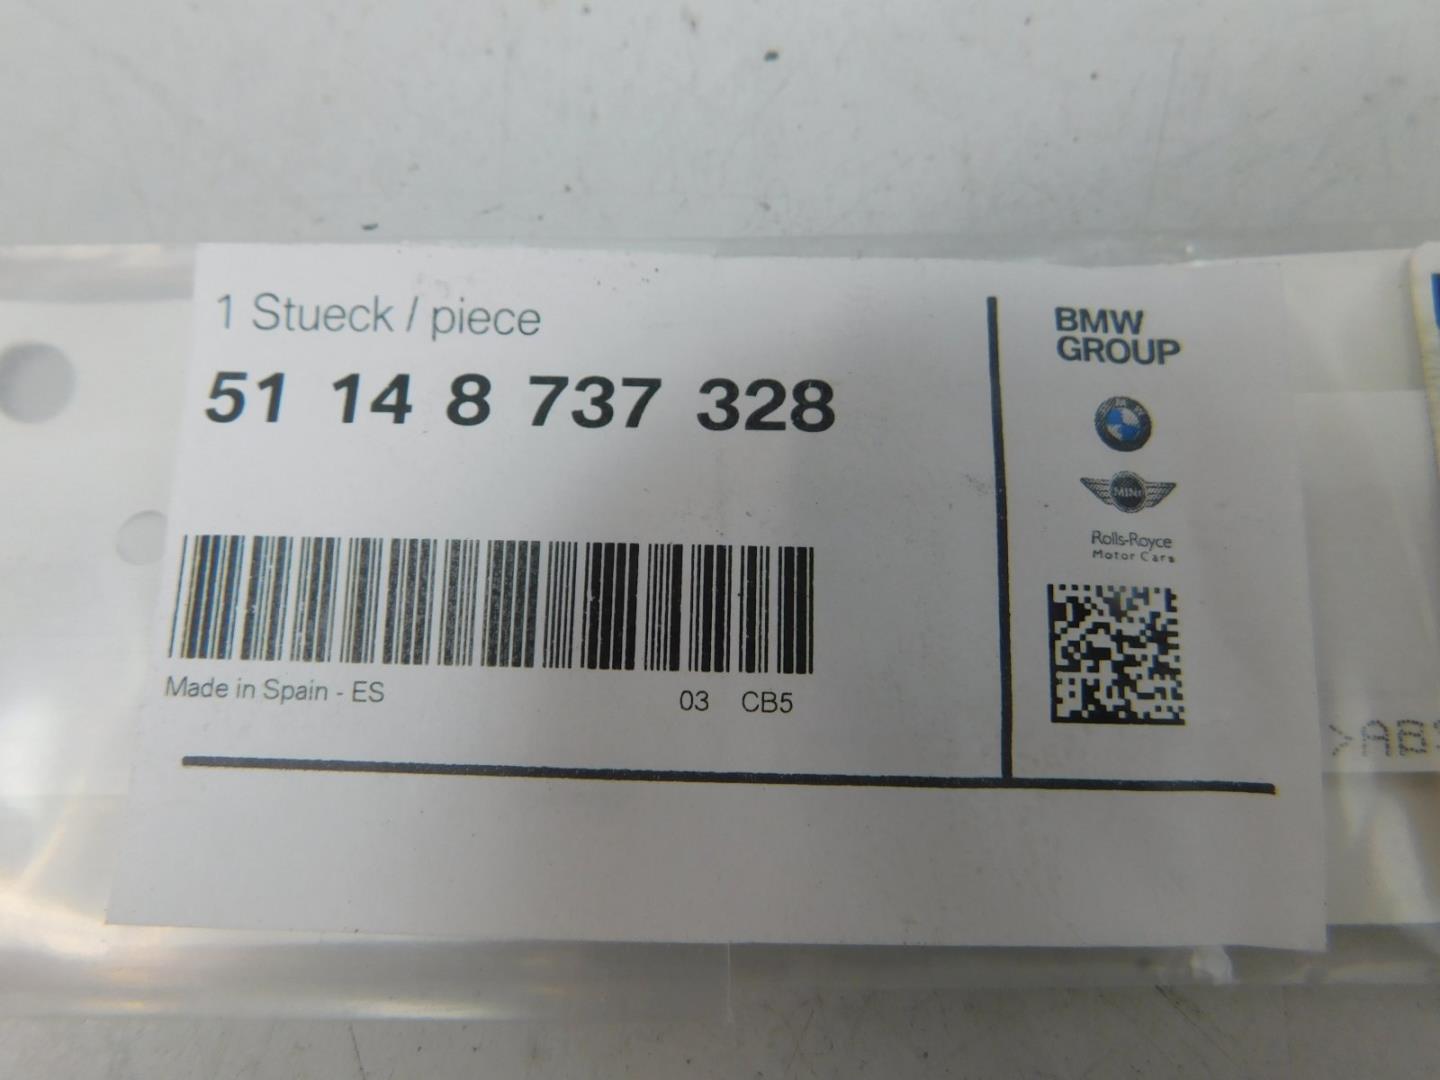 1 Stueck / piece
51 14 8 737 328
Made in Spain - ES
03 CB5
BMW
GROUP
MINI
Rolls-Royce
Motor Cars